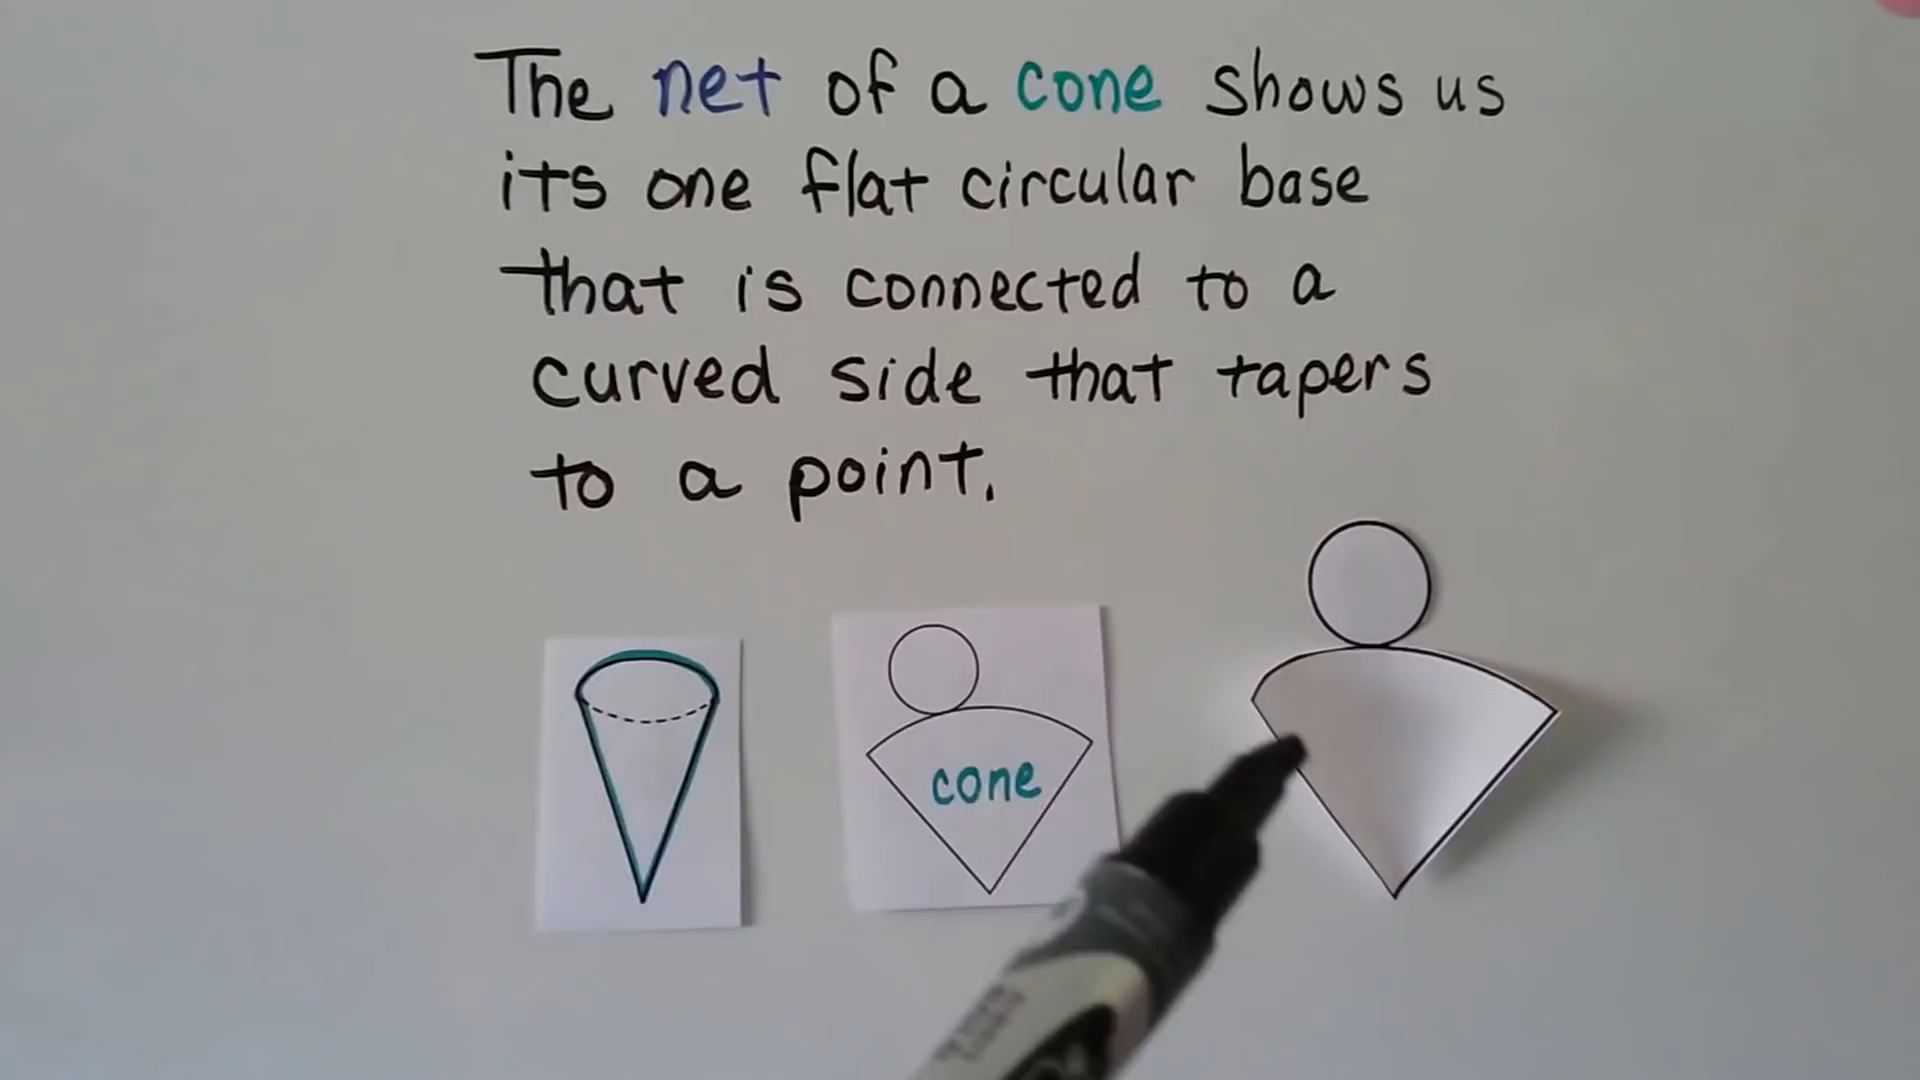 The net of a cone shows us
its one flat circular base
that is connected to a
curved side that tapers
to a point.
cone